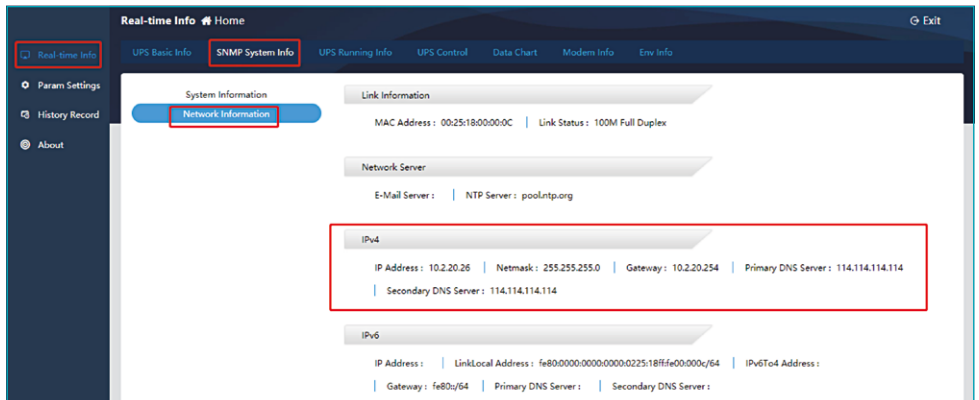 Real-time Info Home
Exit
Real-time Info
Param Settings
History Record
About
UPS Basic Info SNMP System Info UPS Running Info UPS Control Data Chart Modem Info Env Info
System Information
Network Information
Link Information
MAC Address : 00:25:18:00:00:0C | Link Status : 100M Full Duplex
Network Server
E-Mail Server : | NTP Server : pool.ntp.org
IPv4
IP Address : 10.2.20.26 | Netmask : 255.255.255.0 | Gateway : 10.2.20.254 | Primary DNS Server : 114.114.114.114
| Secondary DNS Server : 114.114.114.114
IPv6
IP Address : | LinkLocal Address : fe80:0000:0000:0000:0225:18ff:fe00:000c/64 | IPv6To4 Address :
| Gateway : fe80::/64 | Primary DNS Server : | Secondary DNS Server :